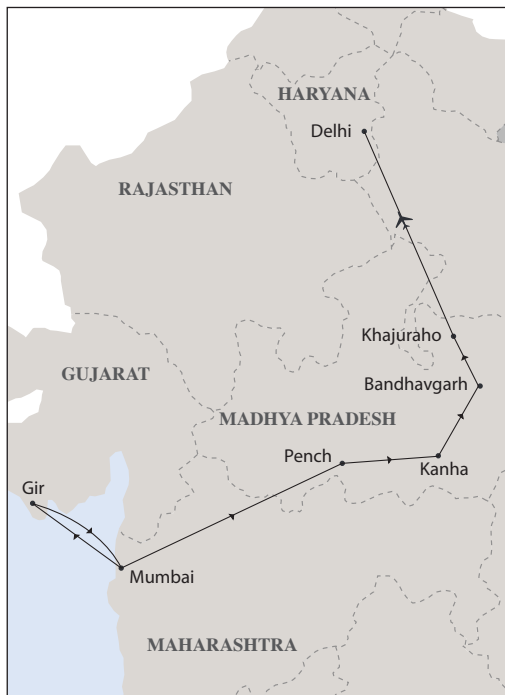 HARYANA
Delhi
RAJASTHAN
Khajuraho
GUJARAT
Bandhavgarh
MADHYA PRADESH
Pench
Kanha
Gir
Mumbai
MAHARASHTRA